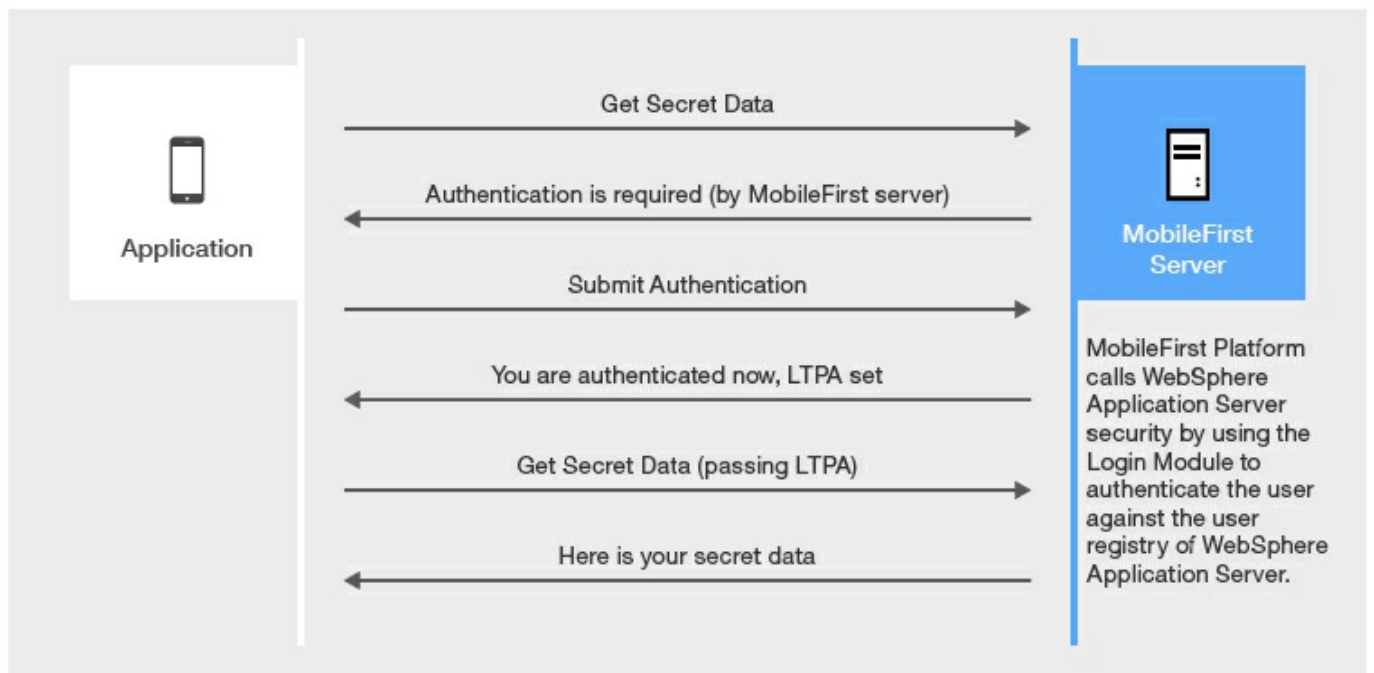 Get Secret Data
Authentication is required (by MobileFirst server)
Application
MobileFirst
Server
Submit Authentication
You are authenticated now, LTPA set
Get Secret Data (passing LTPA)
Here is your secret data
MobileFirst Platform
calls WebSphere
Application Server
security by using the
Login Module to
authenticate the user
against the user
registry of WebSphere
Application Server.